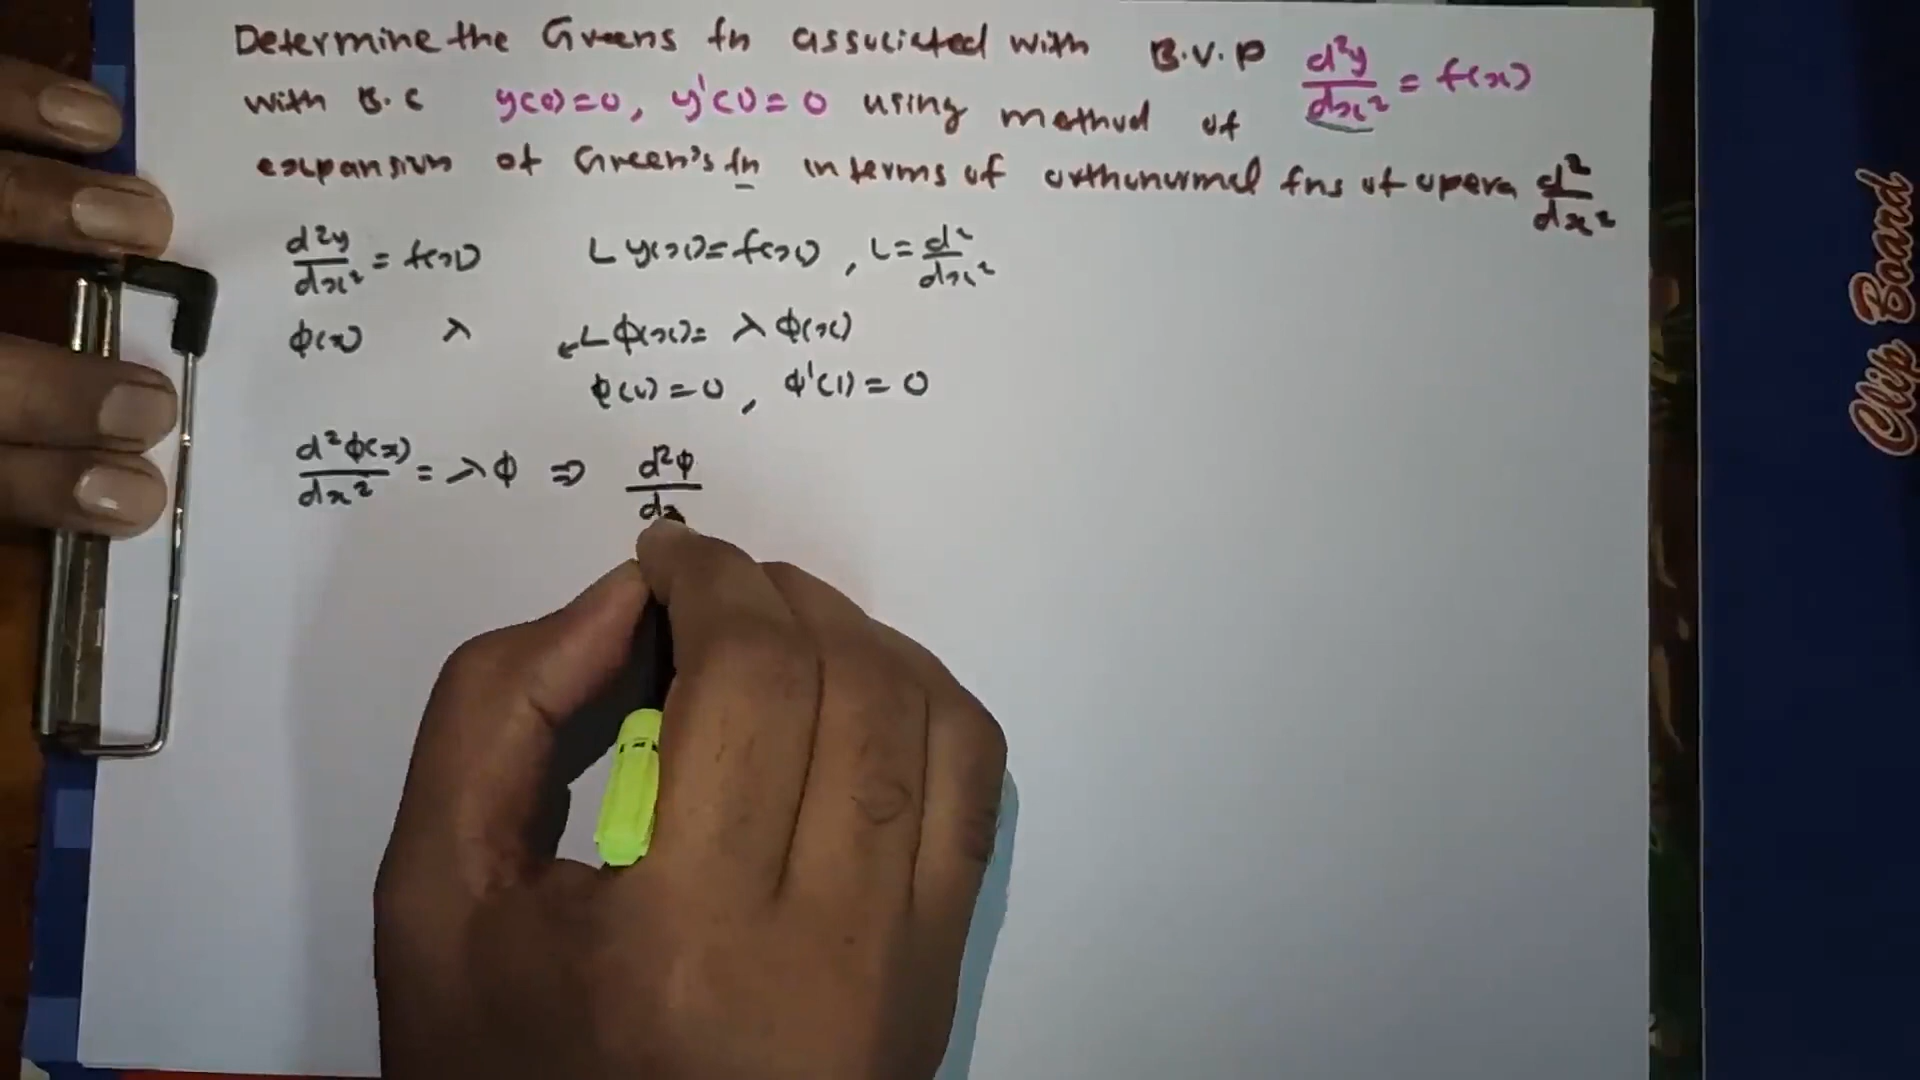 Determine the Greens fn associated with B.V.P d²y/dx² = f(x)
with B.C y(0)=0, y'(1)=0 using method of
expansion of Green's fn in terms of orthonormal fns of opera d²/dx²
d²y/dx² = f(x) L y(x)=f(x), L=d²/dx²
ϕ(x) λ Lϕ(x)= λ ϕ(x)
ϕ(0)=0, ϕ'(1)=0
d²ϕ(x)/dx² = λϕ ⇒ d²ϕ/dx
Clip Board